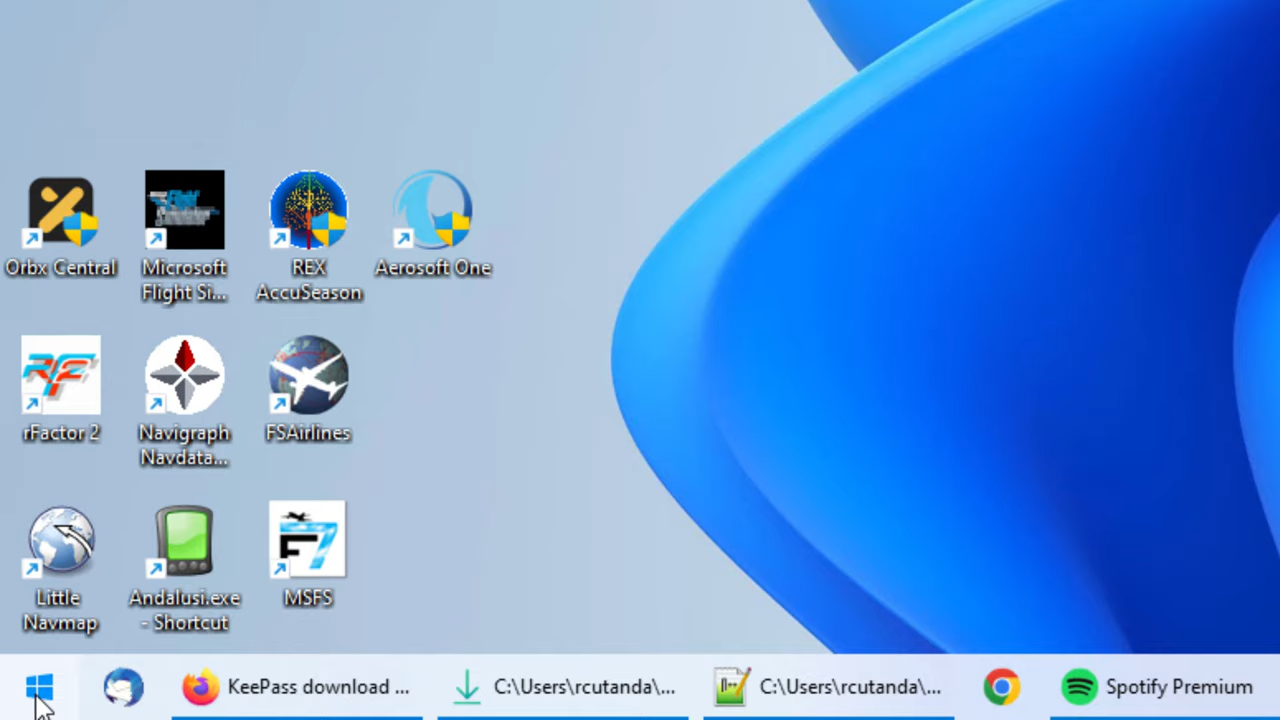 Orbx Central
Microsoft
Flight Si...
REX
AccuSeason
Aerosoft One
rFactor 2
Navigraph
Navdata...
FSAirlines
Little
Navmap
Andalusi.exe
- Shortcut
F7
MSFS
KeePass download ...
C:\Users\rcutanda\...
C:\Users\rcutanda\...
Spotify Premium